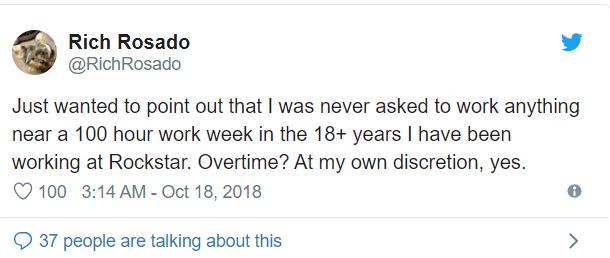 Rich Rosado
@RichRosado
Just wanted to point out that I was never asked to work anything
near a 100 hour work week in the 18+ years I have been
working at Rockstar. Overtime? At my own discretion, yes.
100 3:14 AM - Oct 18, 2018
37 people are talking about this